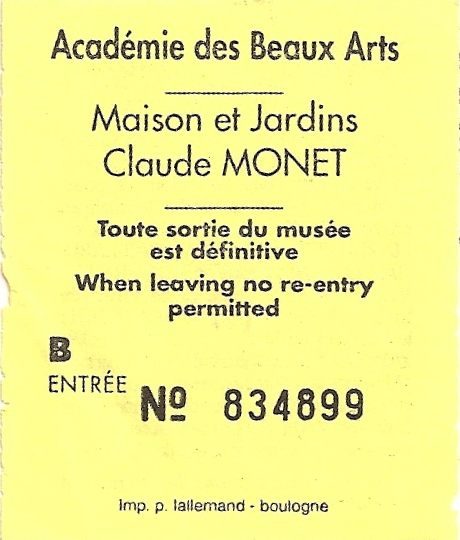 Académie des Beaux Arts
Maison et Jardins
Claude MONET
Toute sortie du musée
est définitive
When leaving no re-entry
permitted
B
ENTRÉE Nº 834899
Imp. p. lallemand - boulogne